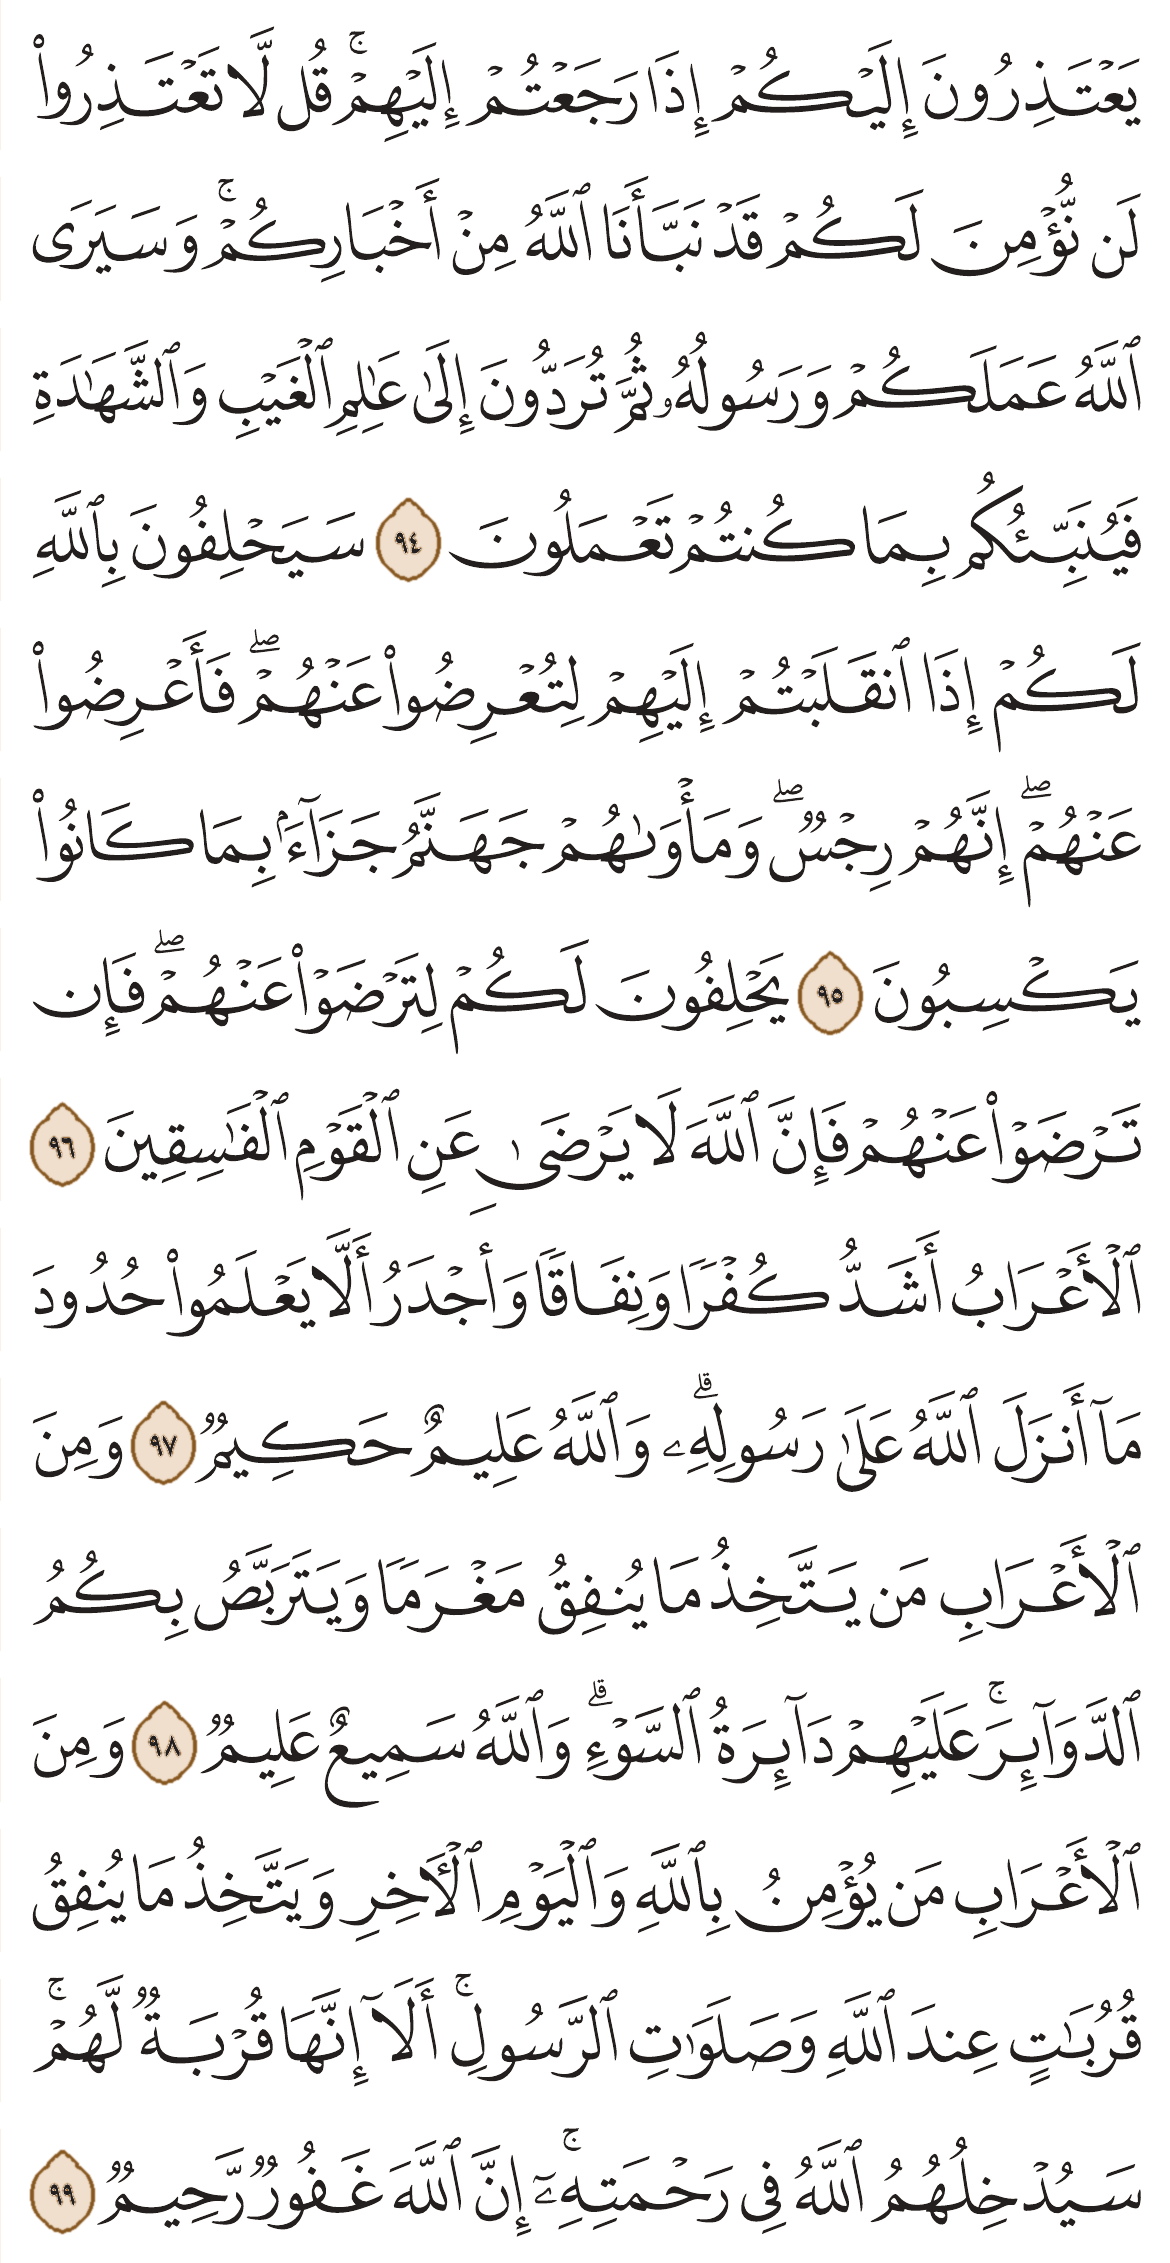 يَعْتَذِرُونَ إِلَيْكُمْ إِذَا رَجَعْتُمْ إِلَيْهِمْ ۚ قُل لَّا تَعْتَذِرُوا۟
لَن نُّؤْمِنَ لَكُمْ قَدْ نَبَّأَنَا ٱللَّهُ مِنْ أَخْبَارِكُمْ ۚ وَسَيَرَى
ٱللَّهُ عَمَلَكُمْ وَرَسُولُهُۥ ثُمَّ تُرَدُّونَ إِلَىٰ عَـٰلِمِ ٱلْغَيْبِ وَٱلشَّهَـٰدَةِ
فَيُنَبِّئُكُم بِمَا كُنتُمْ تَعْمَلُونَ ٩٤ سَيَحْلِفُونَ بِٱللَّهِ
لَكُمْ إِذَا ٱنقَلَبْتُمْ إِلَيْهِمْ لِتُعْرِضُوا۟ عَنْهُمْ ۖ فَأَعْرِضُوا۟
عَنْهُمْ ۖ إِنَّهُمْ رِجْسٌ ۖ وَمَأْوَىٰهُمْ جَهَنَّمُ جَزَآءًۢ بِمَا كَانُوا۟
يَكْسِبُونَ ٩٥ يَحْلِفُونَ لَكُمْ لِتَرْضَوْا۟ عَنْهُمْ ۖ فَإِن
تَرْضَوْا۟ عَنْهُمْ فَإِنَّ ٱللَّهَ لَا يَرْضَىٰ عَنِ ٱلْقَوْمِ ٱلْفَـٰسِقِينَ ٩٦
ٱلْأَعْرَابُ أَشَدُّ كُفْرًا وَنِفَاقًا وَأَجْدَرُ أَلَّا يَعْلَمُوا۟ حُدُودَ
مَآ أَنزَلَ ٱللَّهُ عَلَىٰ رَسُولِهِۦ ۗ وَٱللَّهُ عَلِيمٌ حَكِيمٌ ٩٧ وَمِنَ
ٱلْأَعْرَابِ مَن يَتَّخِذُ مَا يُنفِقُ مَغْرَمًا وَيَتَرَبَّصُ بِكُمُ
ٱلدَّوَآئِرَ ۚ عَلَيْهِمْ دَآئِرَةُ ٱلسَّوْءِ ۗ وَٱللَّهُ سَمِيعٌ عَلِيمٌ ٩٨ وَمِنَ
ٱلْأَعْرَابِ مَن يُؤْمِنُ بِٱللَّهِ وَٱلْيَوْمِ ٱلْـَٔاخِرِ وَيَتَّخِذُ مَا يُنفِقُ
قُرُبَـٰتٍ عِندَ ٱللَّهِ وَصَلَوَٰتِ ٱلرَّسُولِ ۚ أَلَآ إِنَّهَا قُرْبَةٌ لَّهُمْ ۚ
سَيُدْخِلُهُمُ ٱللَّهُ فِى رَحْمَتِهِۦٓ ۚ إِنَّ ٱللَّهَ غَفُورٌ رَّحِيمٌ ٩٩